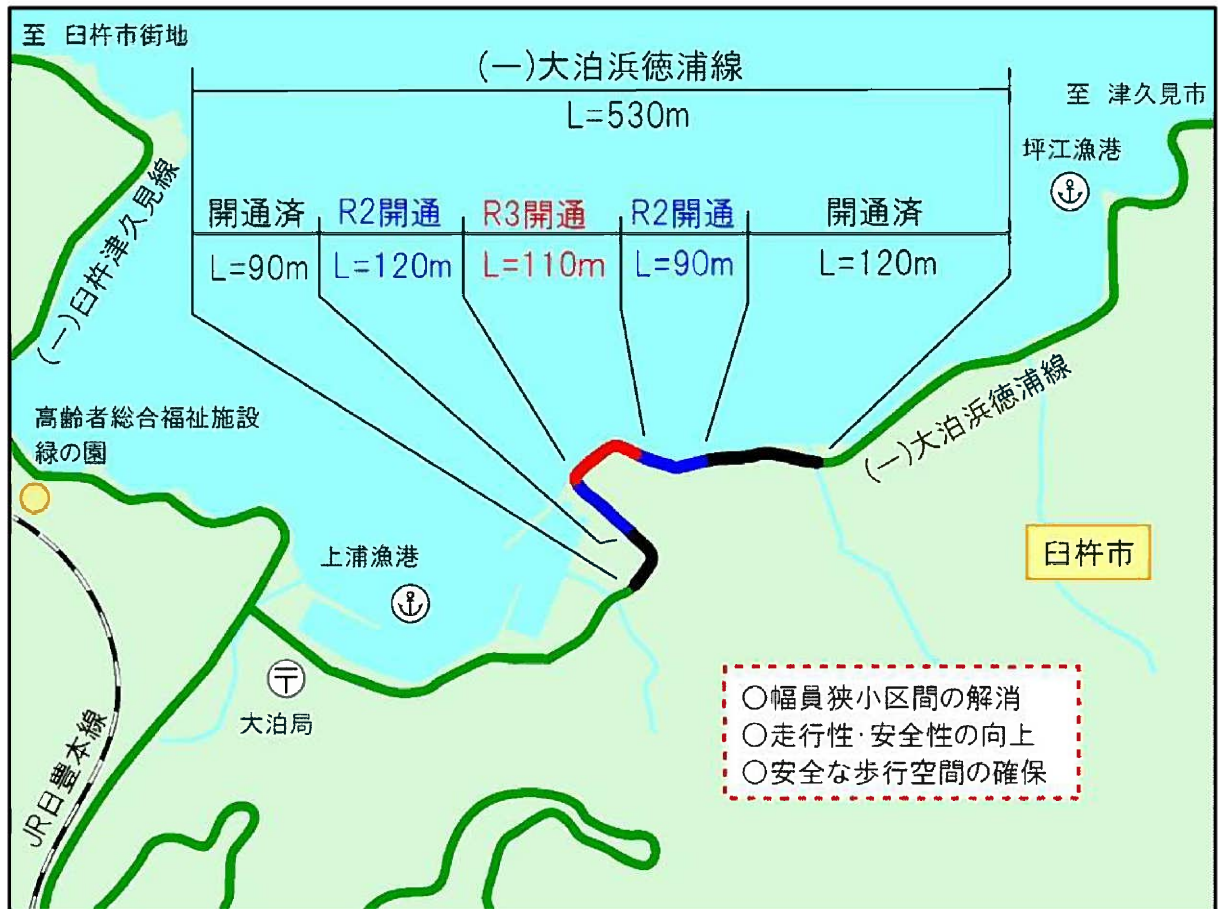 至 臼杵市街地
(一)大泊浜徳浦線
L=530m
至 津久見市
坪江漁港
開通済
R2開通
R3開通
R2開通
開通済
L=90m
L=120m
L=110m
L=90m
L=120m
(一)臼杵津久見線
高齢者総合福祉施設
緑の園
(一)大泊浜徳浦線
上浦漁港
臼杵市
大泊局
○幅員狭小区間の解消
○走行性・安全性の向上
○安全な歩行空間の確保
JR日豊本線